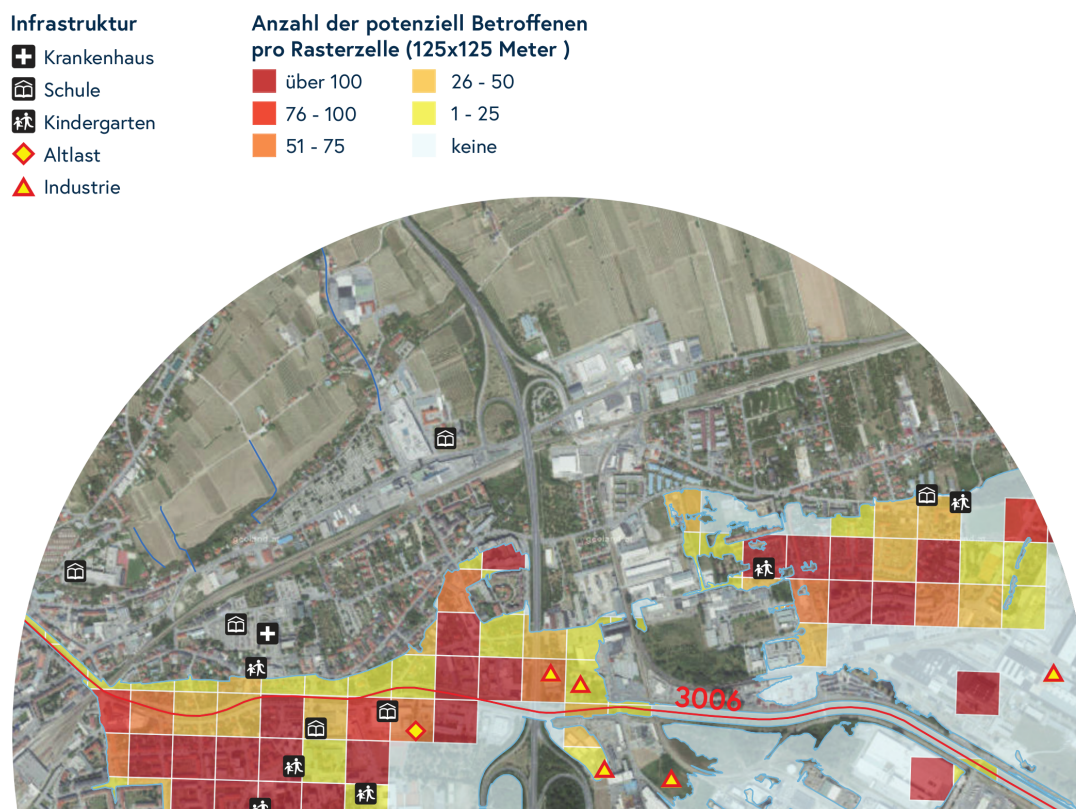 Infrastruktur
Krankenhaus
Schule
Kindergarten
Altlast
Industrie
Anzahl der potenziell Betroffenen
pro Rasterzelle (125x125 Meter )
über 100
76 - 100
51 - 75
26 - 50
1 - 25
keine
3006